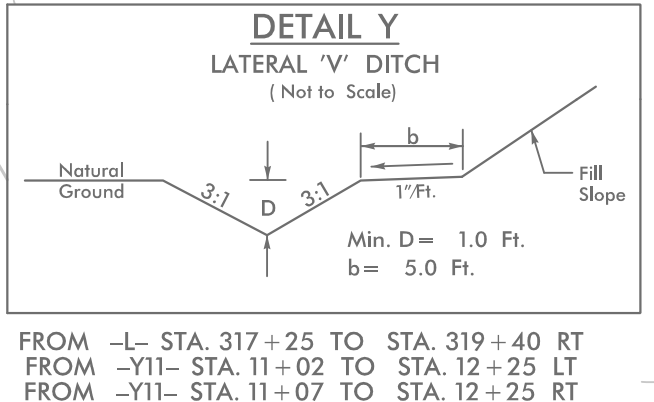 DETAIL Y
LATERAL 'V' DITCH
( Not to Scale)
b
Natural
Ground
3:1
D
3:1
1"/Ft.
Fill
Slope
Min. D = 1.0 Ft.
b = 5.0 Ft.
FROM -L- STA. 317+25 TO STA. 319+40 RT
FROM -Y11- STA. 11+02 TO STA. 12+25 LT
FROM -Y11- STA. 11+07 TO STA. 12+25 RT